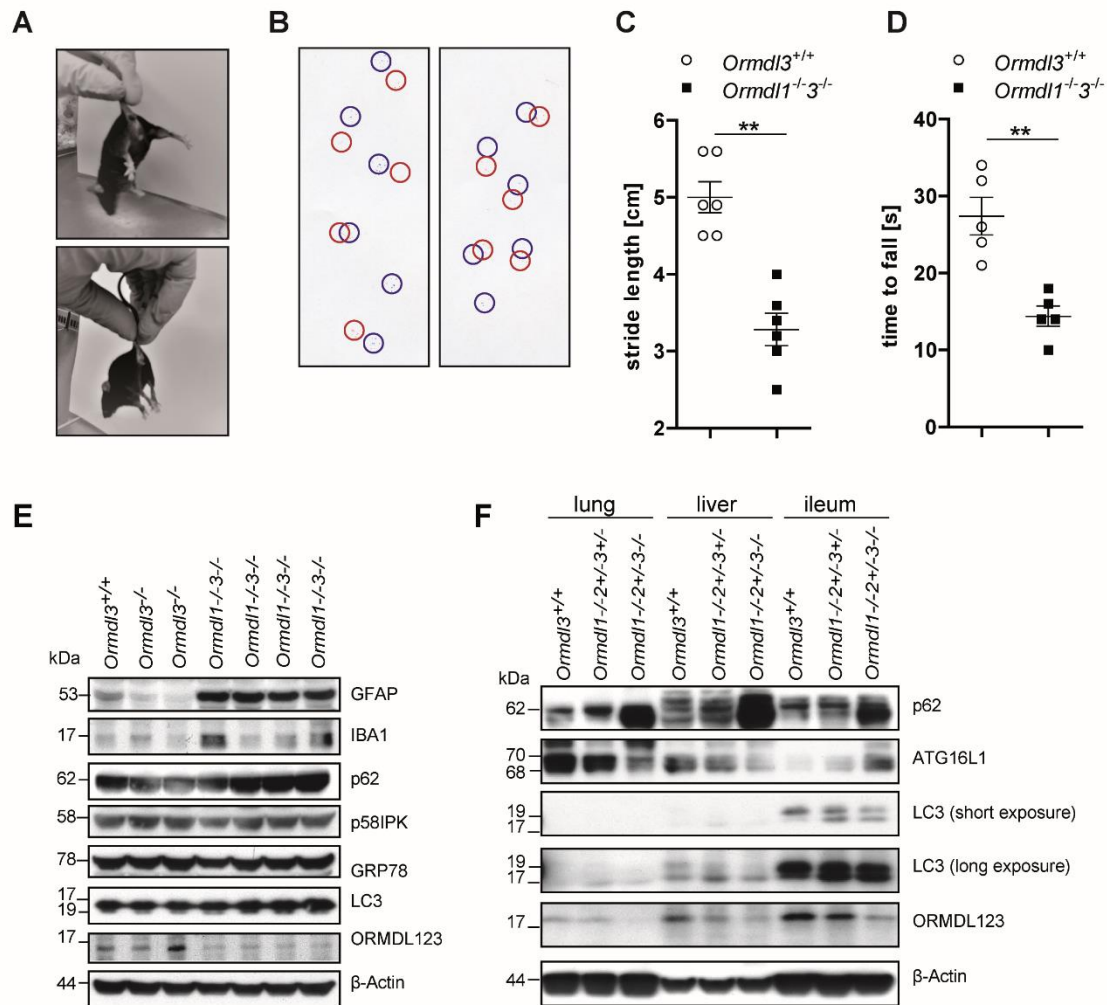 A
B
C
Ormdl3+/+
Ormdl1-/-3-/-
6
5
4
3
2
stride length [cm]
**
D
Ormdl3+/+
Ormdl1-/-3-/-
40
30
20
10
0
time to fall [s]
**
E
kDa
Ormdl3+/+
Ormdl3-/-
Ormdl3-/-
Ormdl1-/-3-/-
Ormdl1-/-3-/-
Ormdl1-/-3-/-
Ormdl1-/-3-/-
53 GFAP
17 IBA1
62 p62
58 p58IPK
78 GRP78
17
19 LC3
17 ORMDL123
44 β-Actin
F
lung liver ileum
kDa
Ormdl3+/+
Ormdl1-/-2+/-3+/-
Ormdl1-/-2+/-3-/-
Ormdl3+/+
Ormdl1-/-2+/-3+/-
Ormdl1-/-2+/-3-/-
Ormdl3+/+
Ormdl1-/-2+/-3+/-
Ormdl1-/-2+/-3-/-
62 p62
70
68 ATG16L1
19
17 LC3 (short exposure)
19
17 LC3 (long exposure)
17 ORMDL123
44 β-Actin